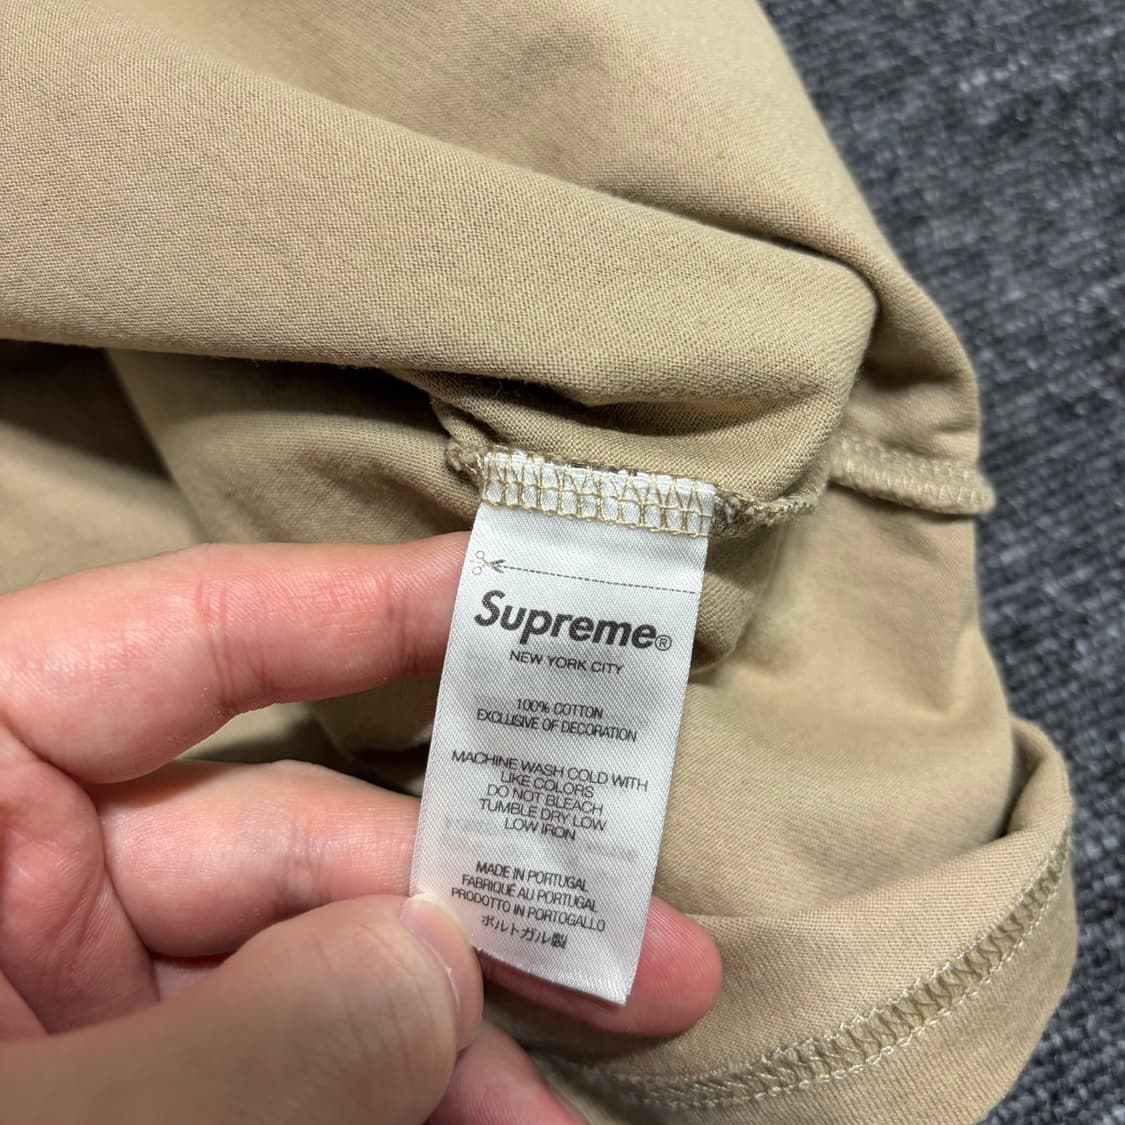 Supreme®
NEW YORK CITY
100% COTTON
EXCLUSIVE OF DECORATION
MACHINE WASH COLD WITH
LIKE COLORS
DO NOT BLEACH
TUMBLE DRY LOW
LOW IRON
MADE IN PORTUGAL
FABRIQUÉ AU PORTUGAL
PRODOTTO IN PORTOGALLO
ポルトガル製